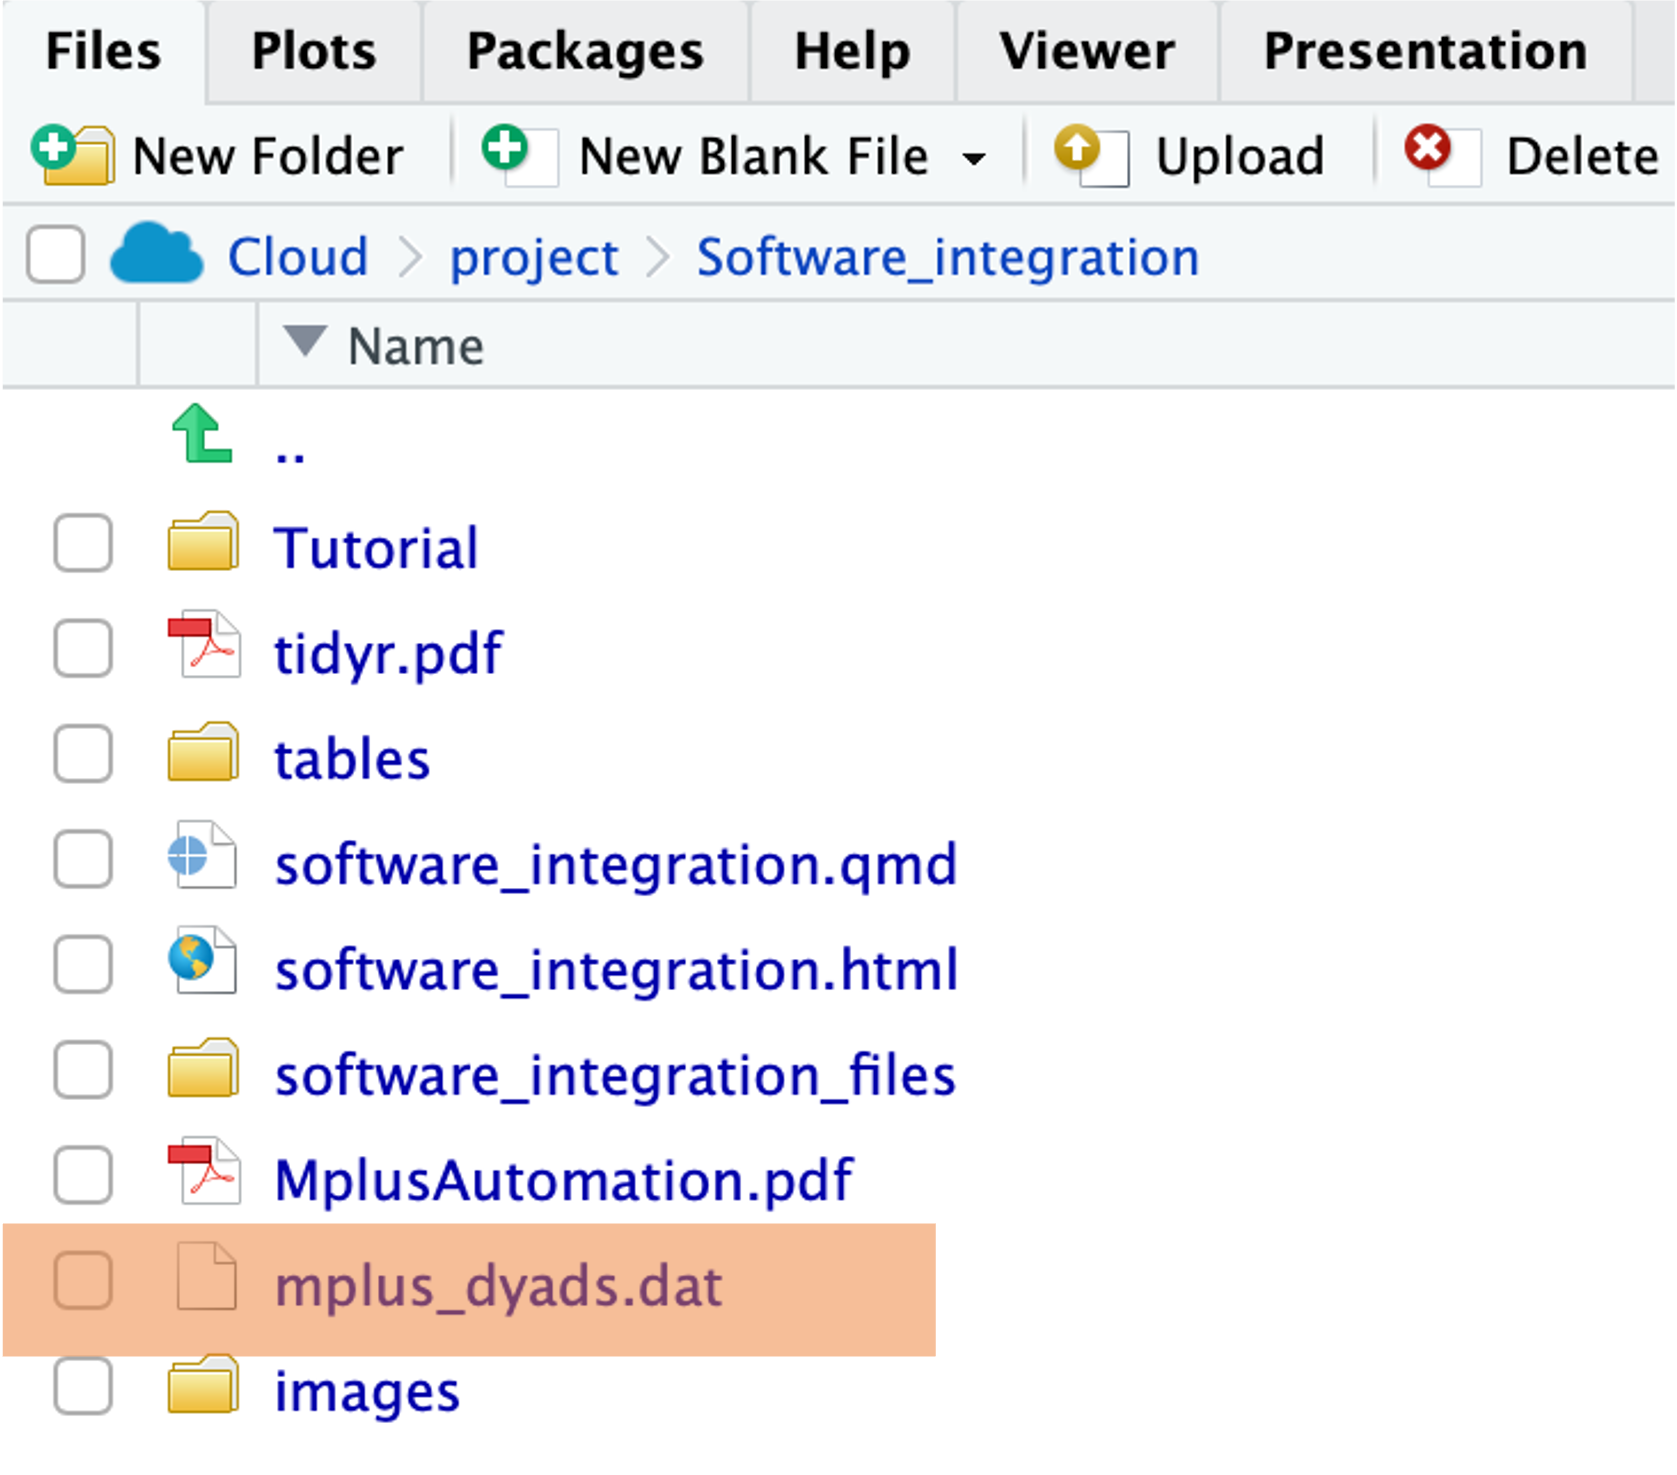 Files Plots Packages Help Viewer Presentation
New Folder New Blank File Upload Delete
Cloud project Software_integration
Name
..
Tutorial
tidyr.pdf
tables
software_integration.qmd
software_integration.html
software_integration_files
MplusAutomation.pdf
mplus_dyads.dat
images